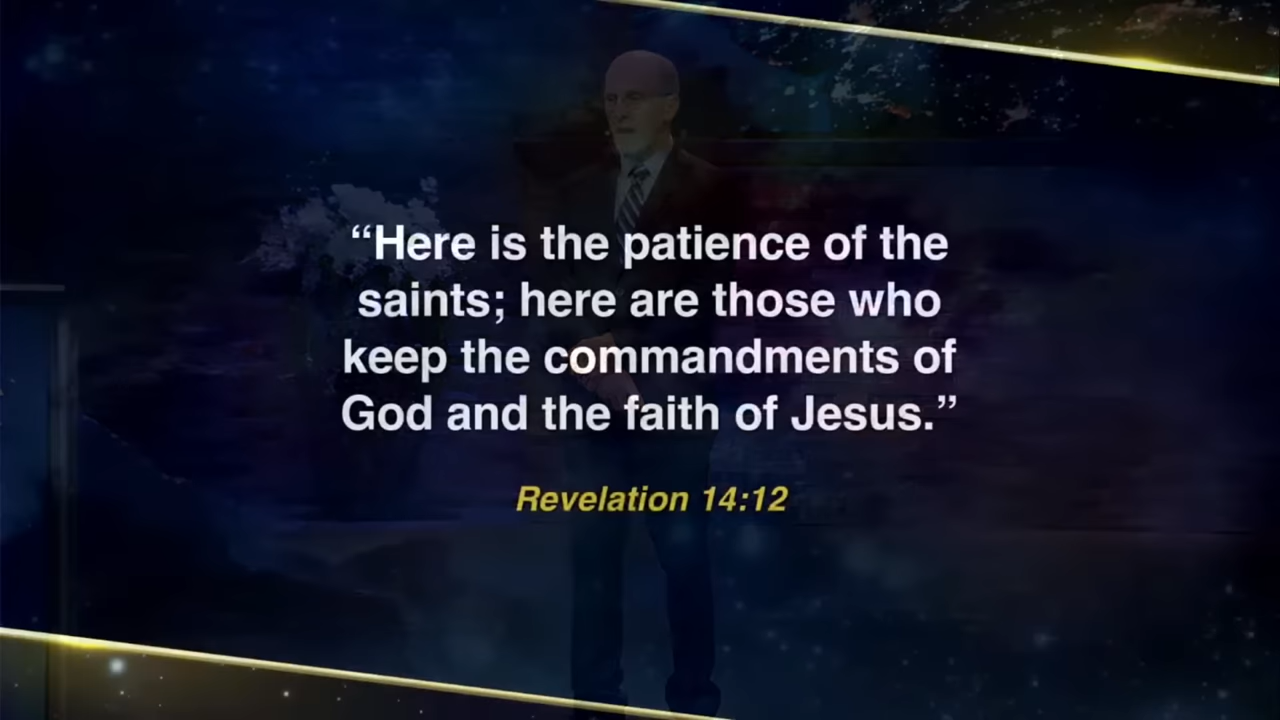 “Here is the patience of the
saints; here are those who
keep the commandments of
God and the faith of Jesus.”
Revelation 14:12